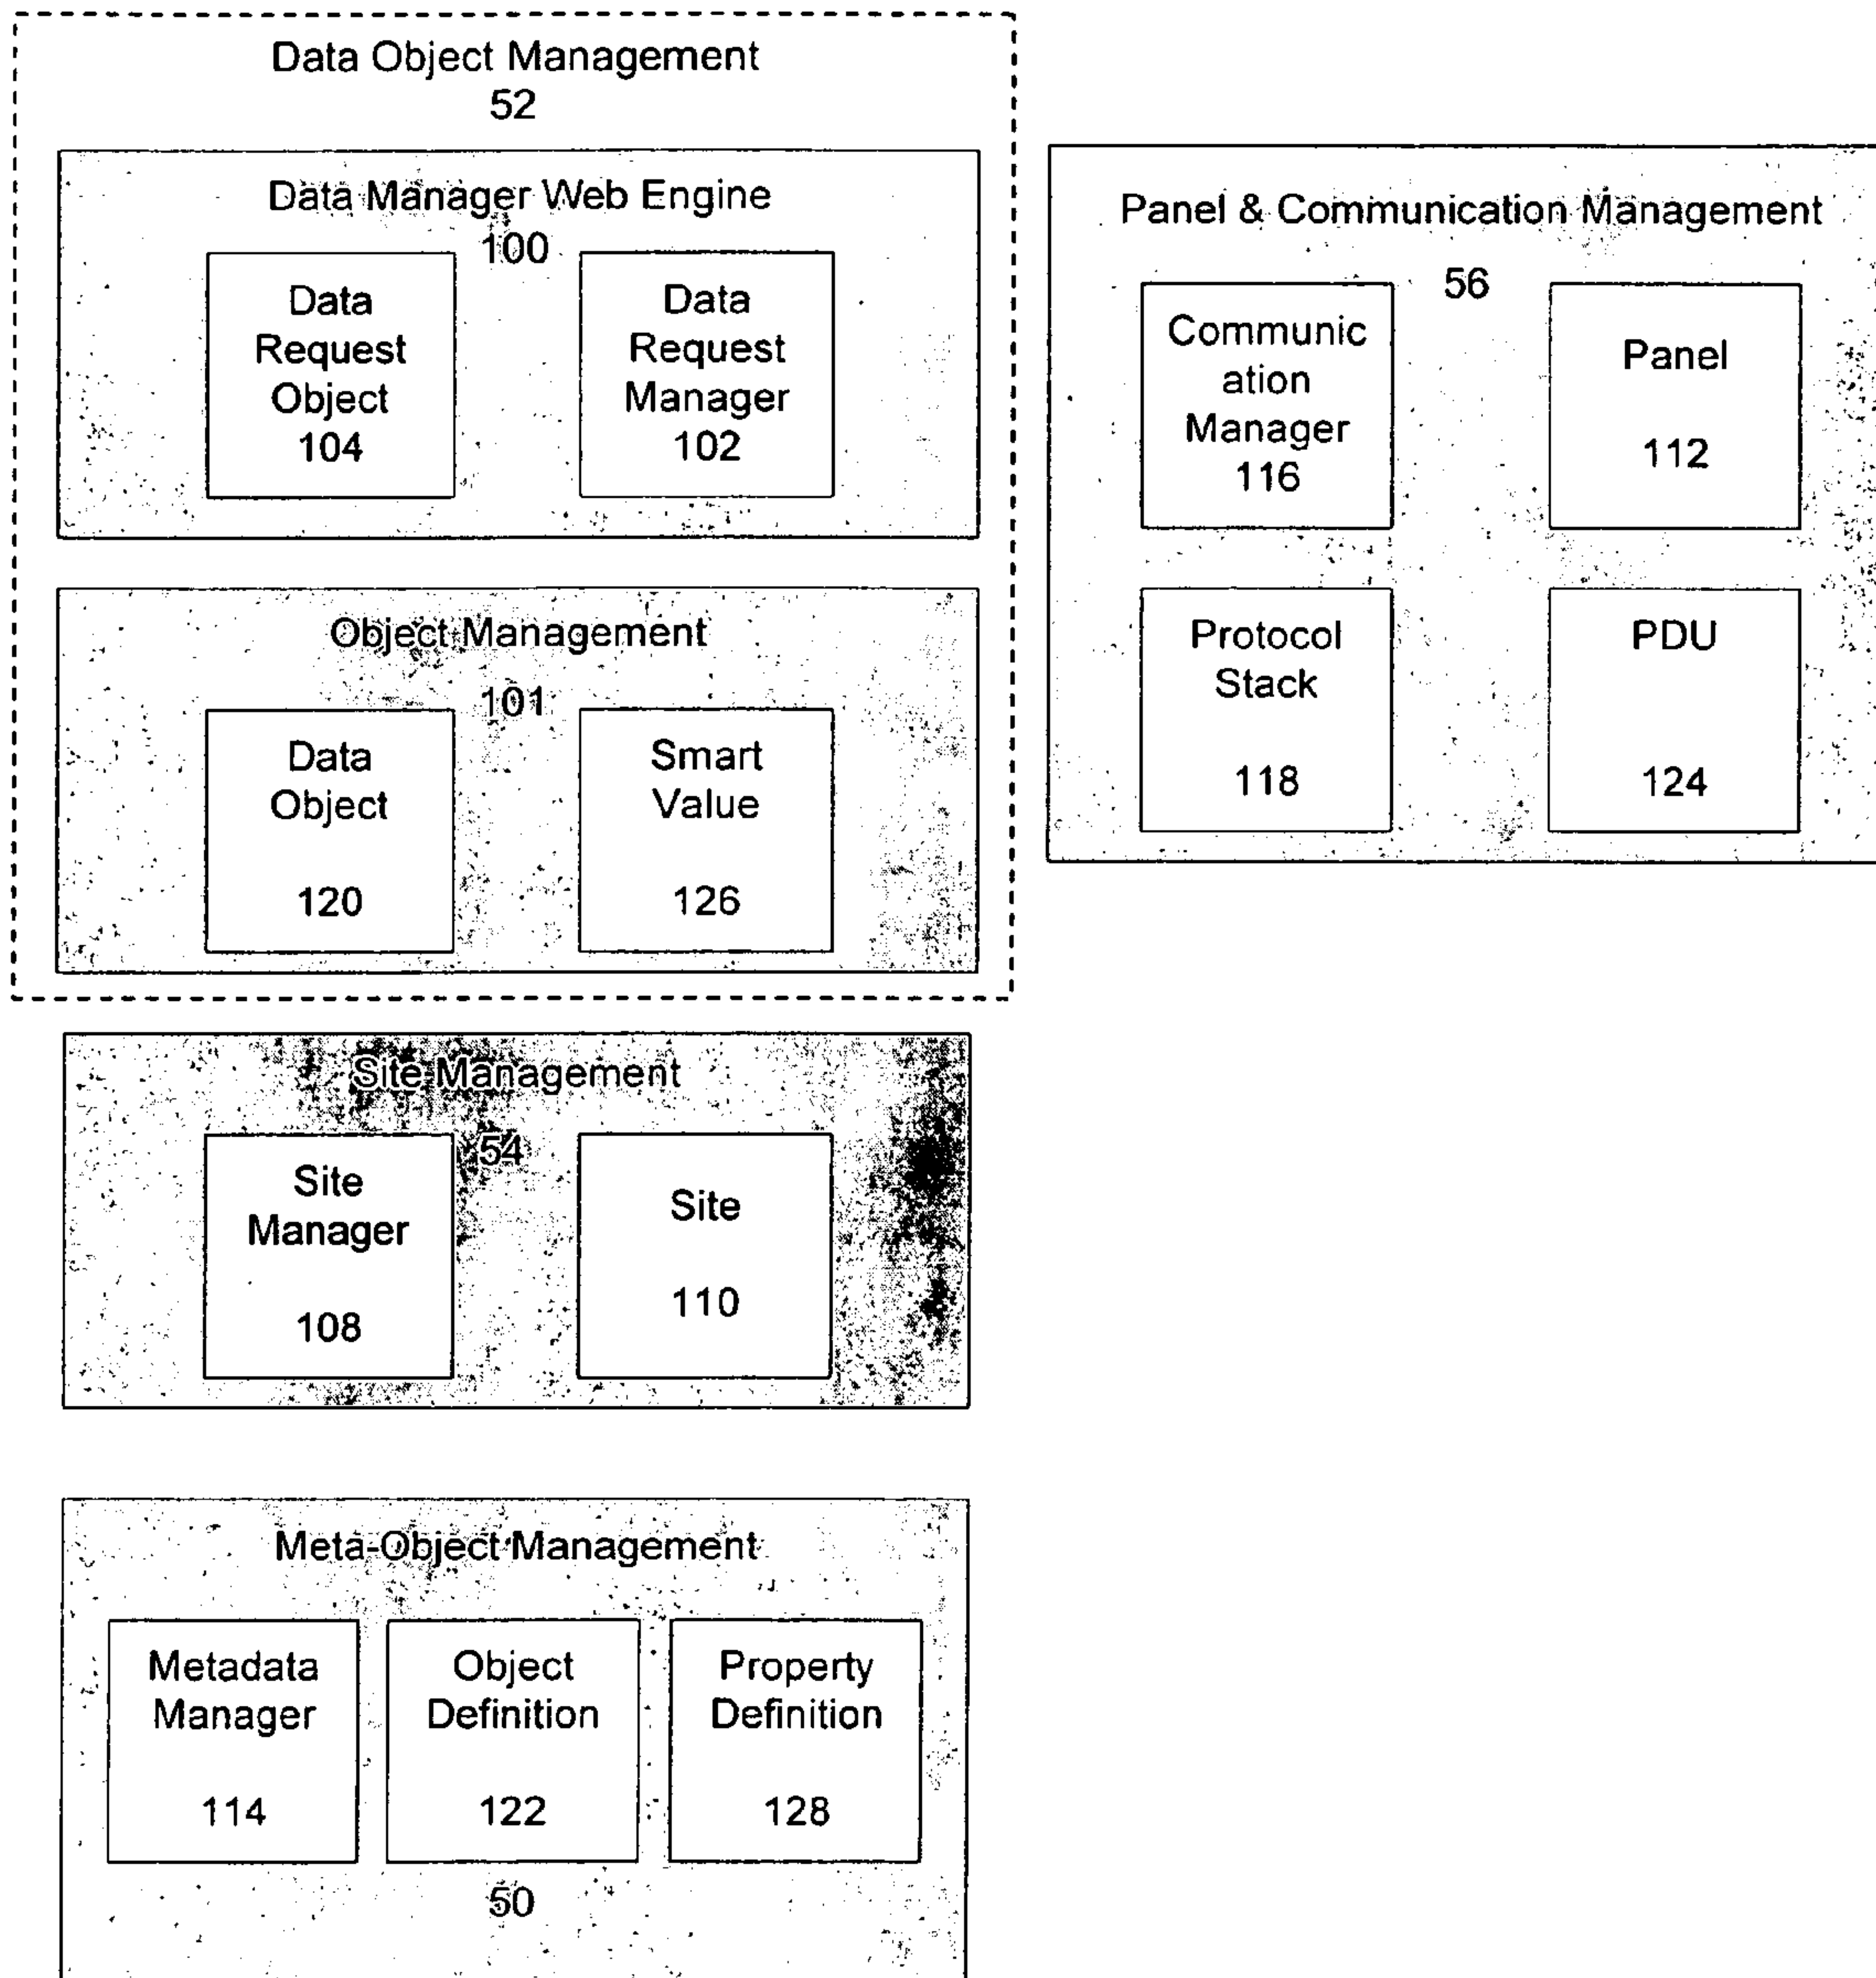 Data Object Management
52
Data Manager Web Engine
100
Data
Request
Object
104
Data
Request
Manager
102
Object Management
101
Data
Object
120
Smart
Value
126
Panel & Communication Management
56
Communic
ation
Manager
116
Panel
112
Protocol
Stack
118
PDU
124
Site Management
54
Site
Manager
108
Site
110
Meta-Object Management
Metadata
Manager
114
Object
Definition
122
Property
Definition
128
50